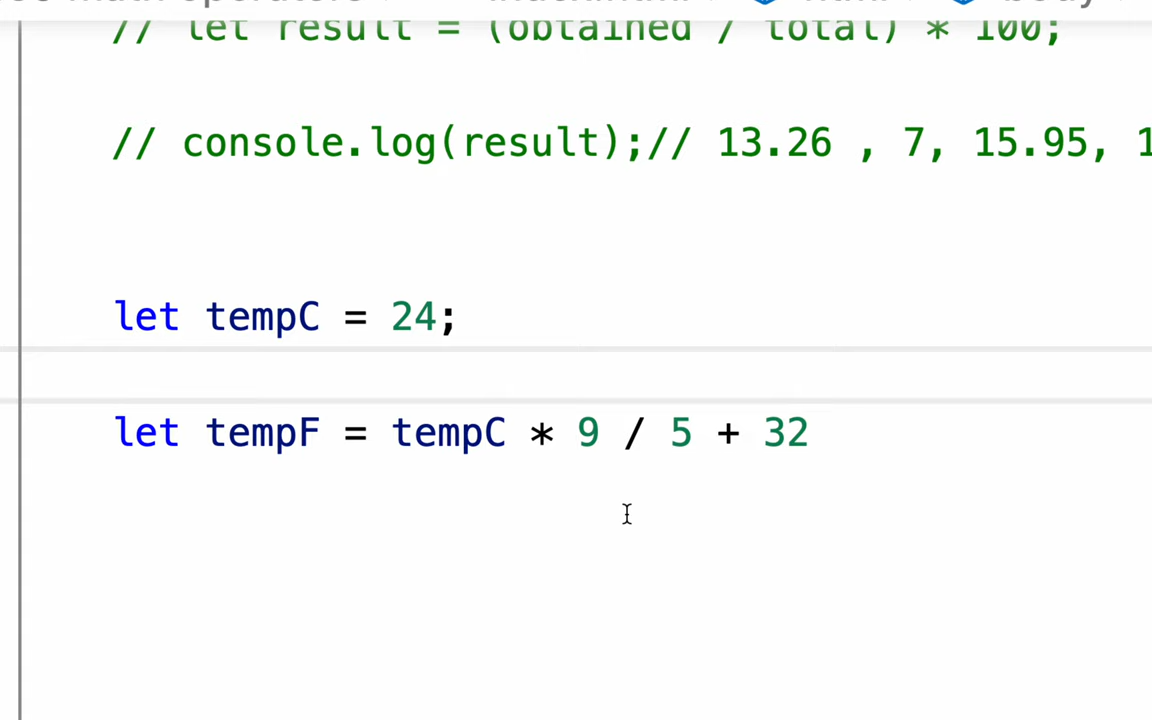 // let result = (obtained / total) * 100;
// console.log(result);// 13.26 , 7, 15.95, 1
let tempC = 24;
let tempF = tempC * 9 / 5 + 32